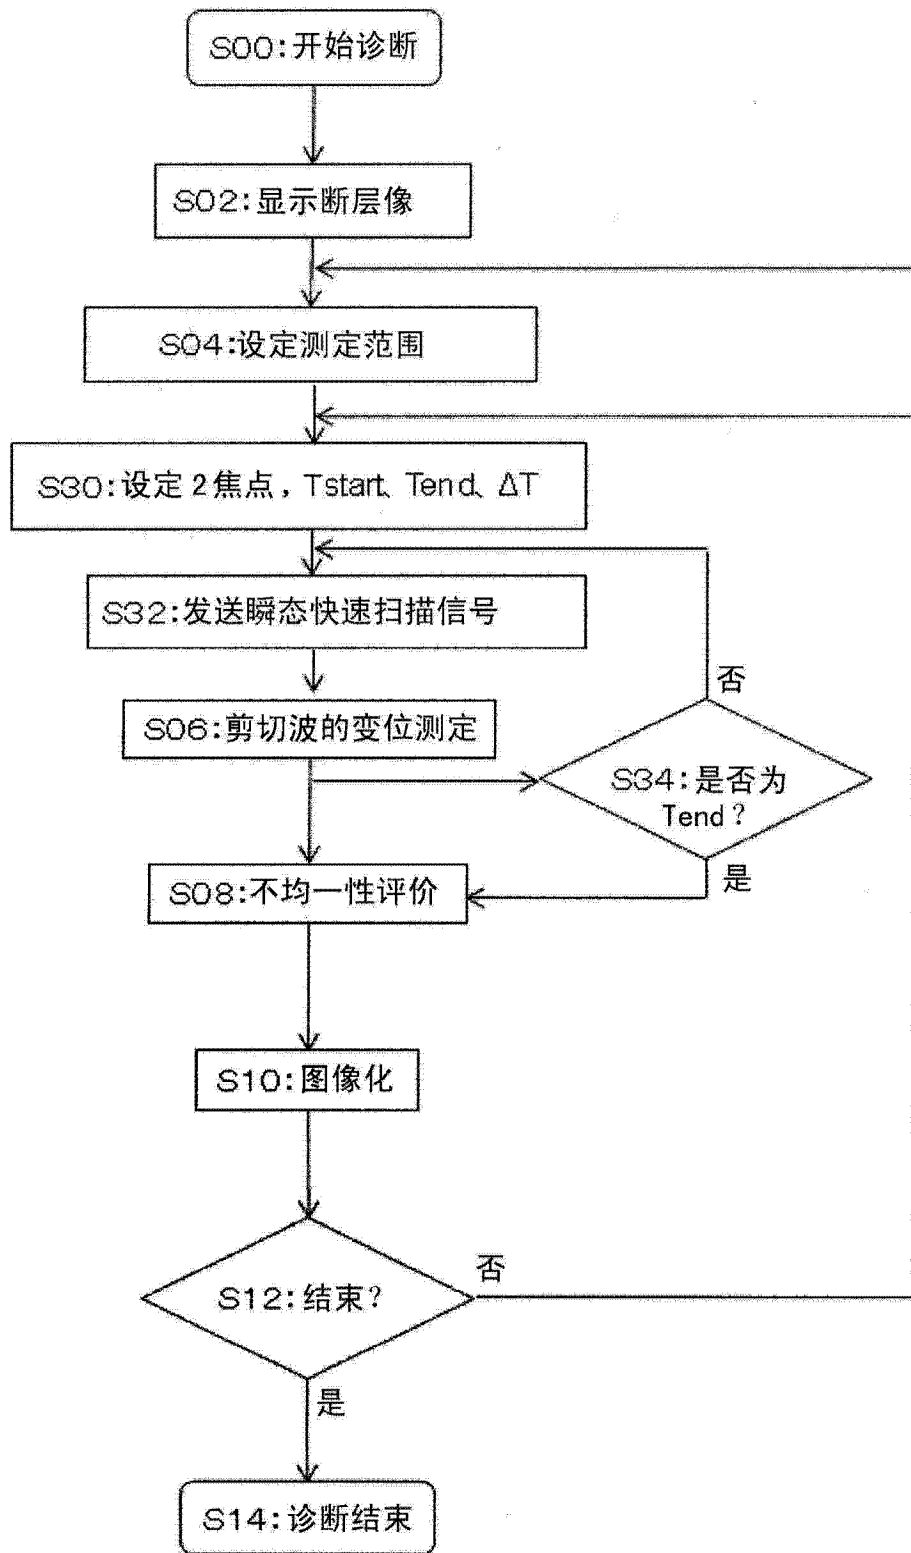 S00:开始诊断
S02:显示断层像
S04:设定测定范围
S30:设定2焦点，Tstart、Tend、ΔT
S32:发送瞬态快速扫描信号
否
S06:剪切波的变位测定
S34:是否为
Tend？
是
S08:不均一性评价
S10:图像化
否
S12:结束？
是
S14:诊断结束